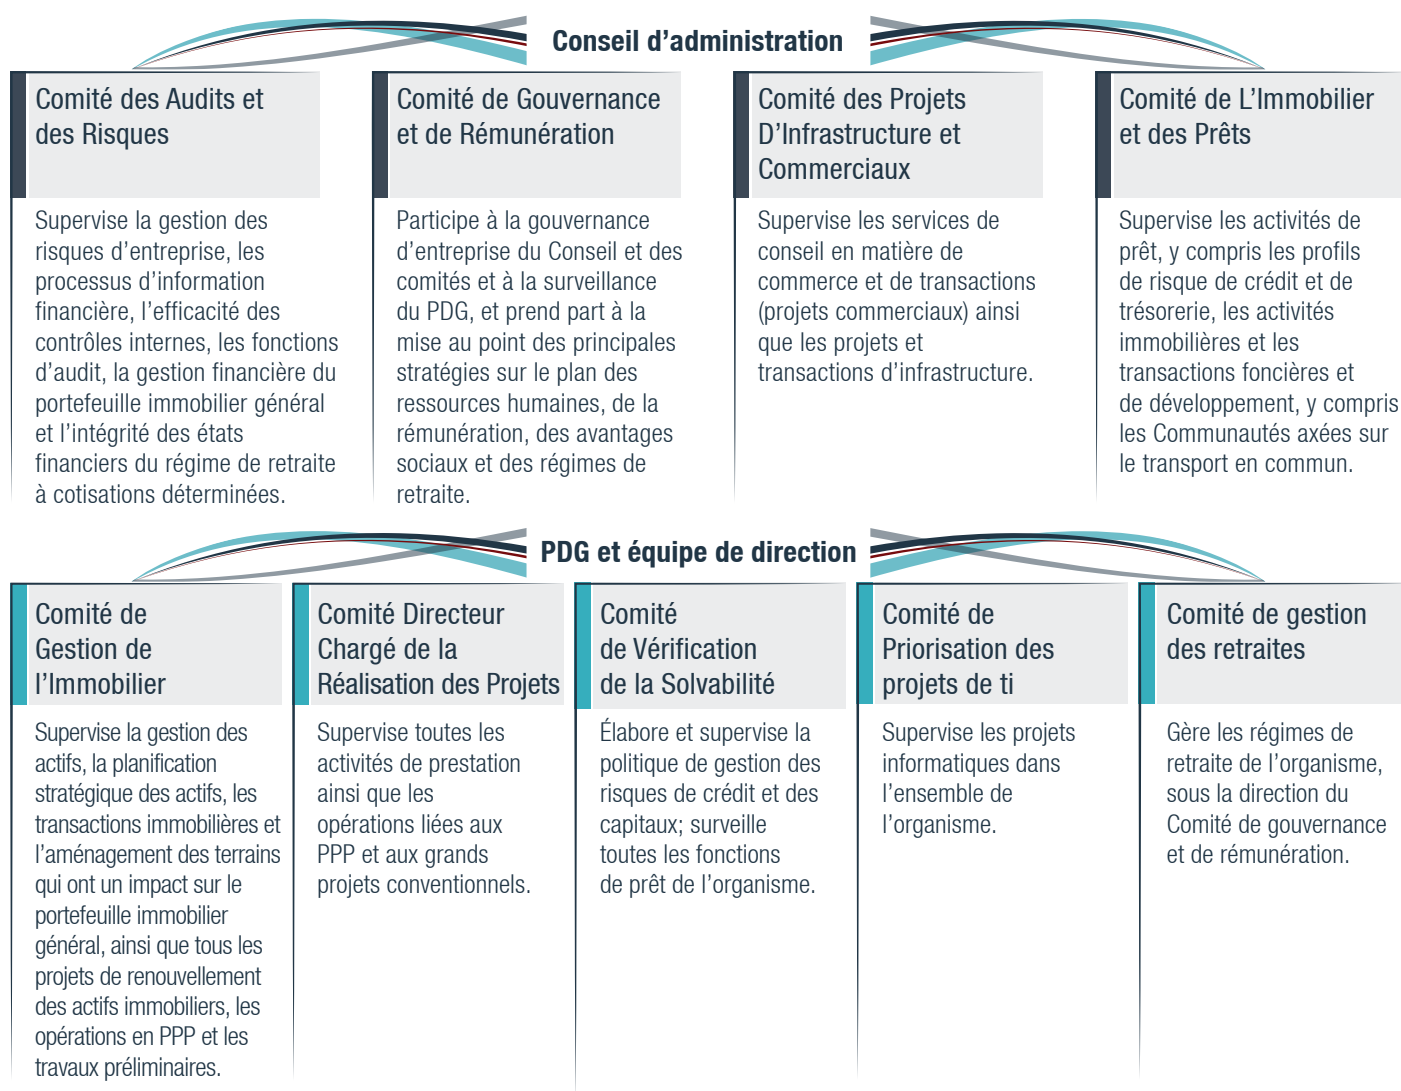 Conseil d’administration
Comité des Audits et
des Risques
Supervise la gestion des
risques d’entreprise, les
processus d’information
financière, l’efficacité des
contrôles internes, les fonctions
d’audit, la gestion financière du
portefeuille immobilier général
et l’intégrité des états
financiers du régime de retraite
à cotisations déterminées.
Comité de Gouvernance
et de Rémunération
Participe à la gouvernance
d’entreprise du Conseil et des
comités et à la surveillance
du PDG, et prend part à la
mise au point des principales
stratégies sur le plan des
ressources humaines, de la
rémunération, des avantages
sociaux et des régimes de
retraite.
Comité des Projets
D’Infrastructure et
Commerciaux
Supervise les services de
conseil en matière de
commerce et de transactions
(projets commerciaux) ainsi
que les projets et
transactions d’infrastructure.
Comité de L’Immobilier
et des Prêts
Supervise les activités de
prêt, y compris les profils
de risque de crédit et de
trésorerie, les activités
immobilières et les
transactions foncières et
de développement, y compris
les Communautés axées sur
le transport en commun.
PDG et équipe de direction
Comité de
Gestion de
l’Immobilier
Supervise la gestion des
actifs, la planification
stratégique des actifs, les
transactions immobilières et
l’aménagement des terrains
qui ont un impact sur le
portefeuille immobilier
général, ainsi que tous les
projets de renouvellement
des actifs immobiliers, les
opérations en PPP et les
travaux préliminaires.
Comité Directeur
Chargé de la
Réalisation des Projets
Supervise toutes les
activités de prestation
ainsi que les
opérations liées aux
PPP et aux grands
projets conventionnels.
Comité
de Vérification
de la Solvabilité
Élabore et supervise la
politique de gestion des
risques de crédit et des
capitaux; surveille
toutes les fonctions
de prêt de l’organisme.
Comité de
Priorisation des
projets de ti
Supervise les projets
informatiques dans
l’ensemble de
l’organisme.
Comité de gestion
des retraites
Gère les régimes de
retraite de l’organisme,
sous la direction du
Comité de gouvernance
et de rémunération.